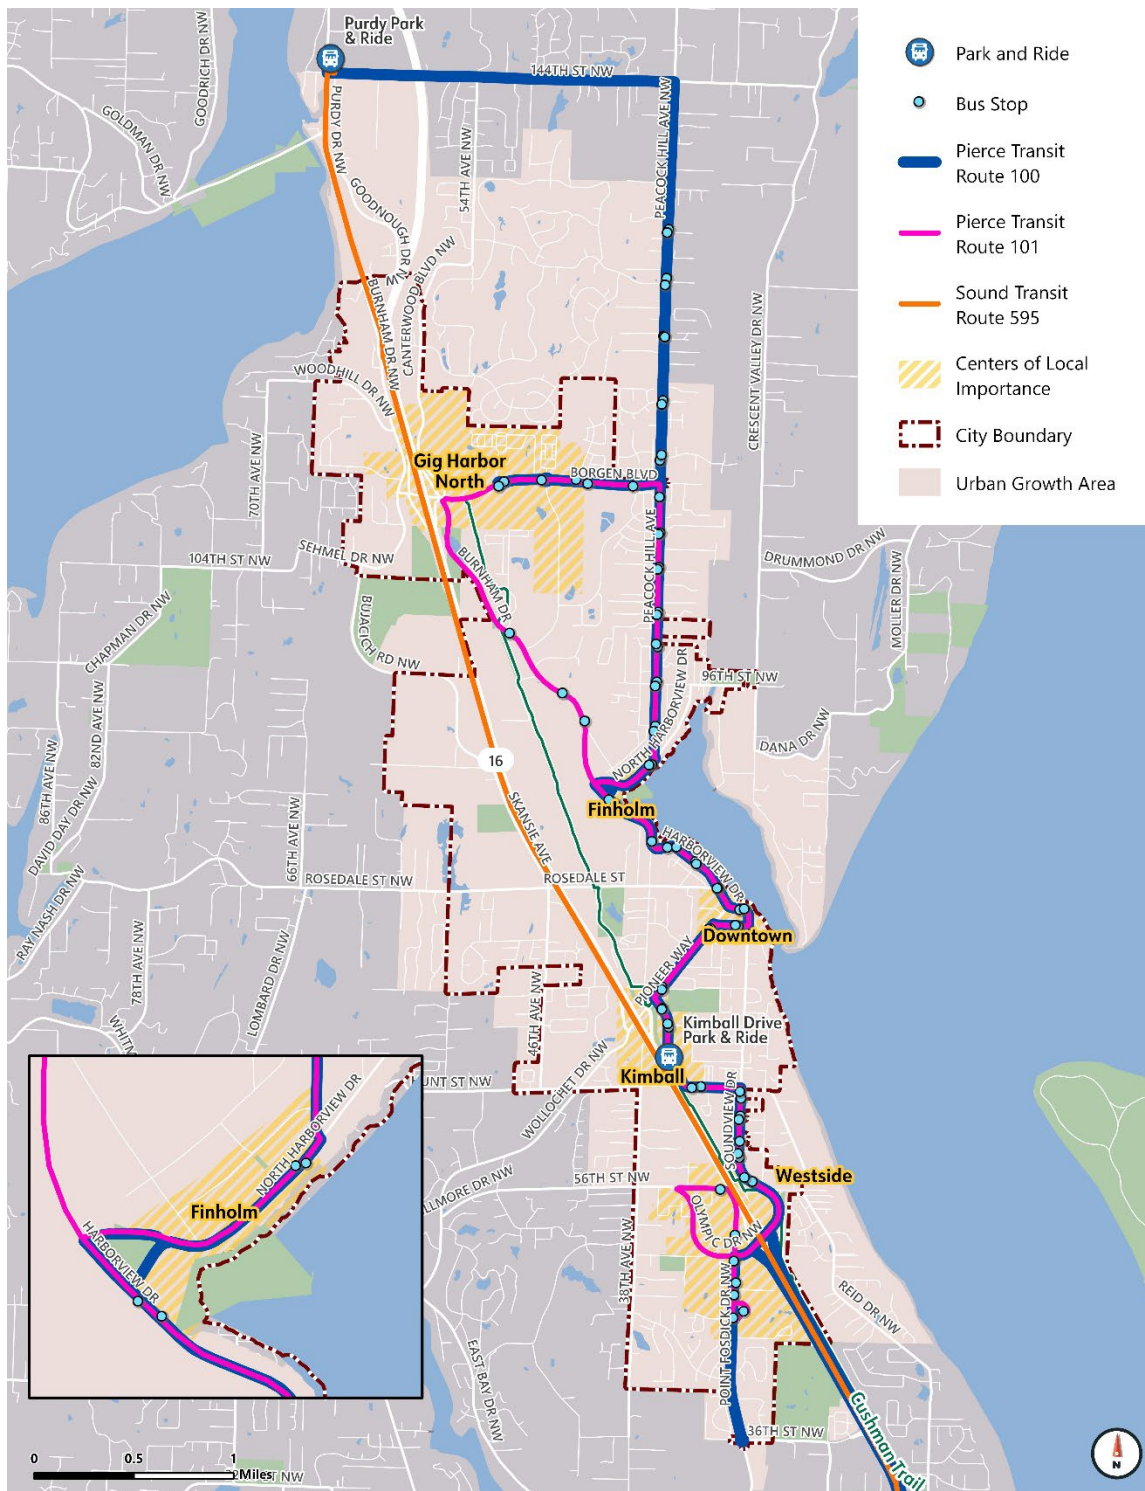 Purdy Park
& Ride
144TH ST NW
GOODRICH DR NW
GOLDMAN DR NW
PURDY DR NW
54TH AVE NW
PEACOCK HILL AVE NW
GOODNOUGH DR N
W
CANTERWOOD BLVD NW
BURNHAM DR NW
CRESCENT VALLEY DR NW
WOODHILL DR NW
70TH AVE NW
Gig Harbor
North
BORGEN BLVD
PEACOCK HILL AVE
SEHMEL DR NW
104TH ST NW
BURNHAM DR
DRUMMOND DR NW
MOLLER DR NW
CHAPMAN DR NW
BUJACICH RD NW
96TH ST NW
NORTH HARBORVIEW DR
DANA DR NW
82ND AVE NW
86TH AVE NW
DAVID DAY DR NW
16
SKANSIE AVE
Finholm
HARBORVIEW DR
66TH AVE NW
ROSEDALE ST NW
ROSEDALE ST
RAY NASH DR NW
Downtown
78TH AVE NW
LOMBARD DR NW
PIONEER WAY
46TH AVE NW
WHITM
Kimball Drive
Park & Ride
Kimball
UNT ST NW
WOLLOCHET DR NW
SOUNDVIEW DR
56TH ST NW
Westside
LLMORE DR NW
OLYMPIC DR NW
38TH AVE NW
REID DR NW
POINT FOSDICK DR NW
EAST BAY DR NW
36TH ST NW
Cushman Trail
NORTH HARBORVIEW DR
Finholm
HARBORVIEW DR
0 0.5 1
Miles
ST NW
N
Park and Ride
Bus Stop
Pierce Transit
Route 100
Pierce Transit
Route 101
Sound Transit
Route 595
Centers of Local
Importance
City Boundary
Urban Growth Area